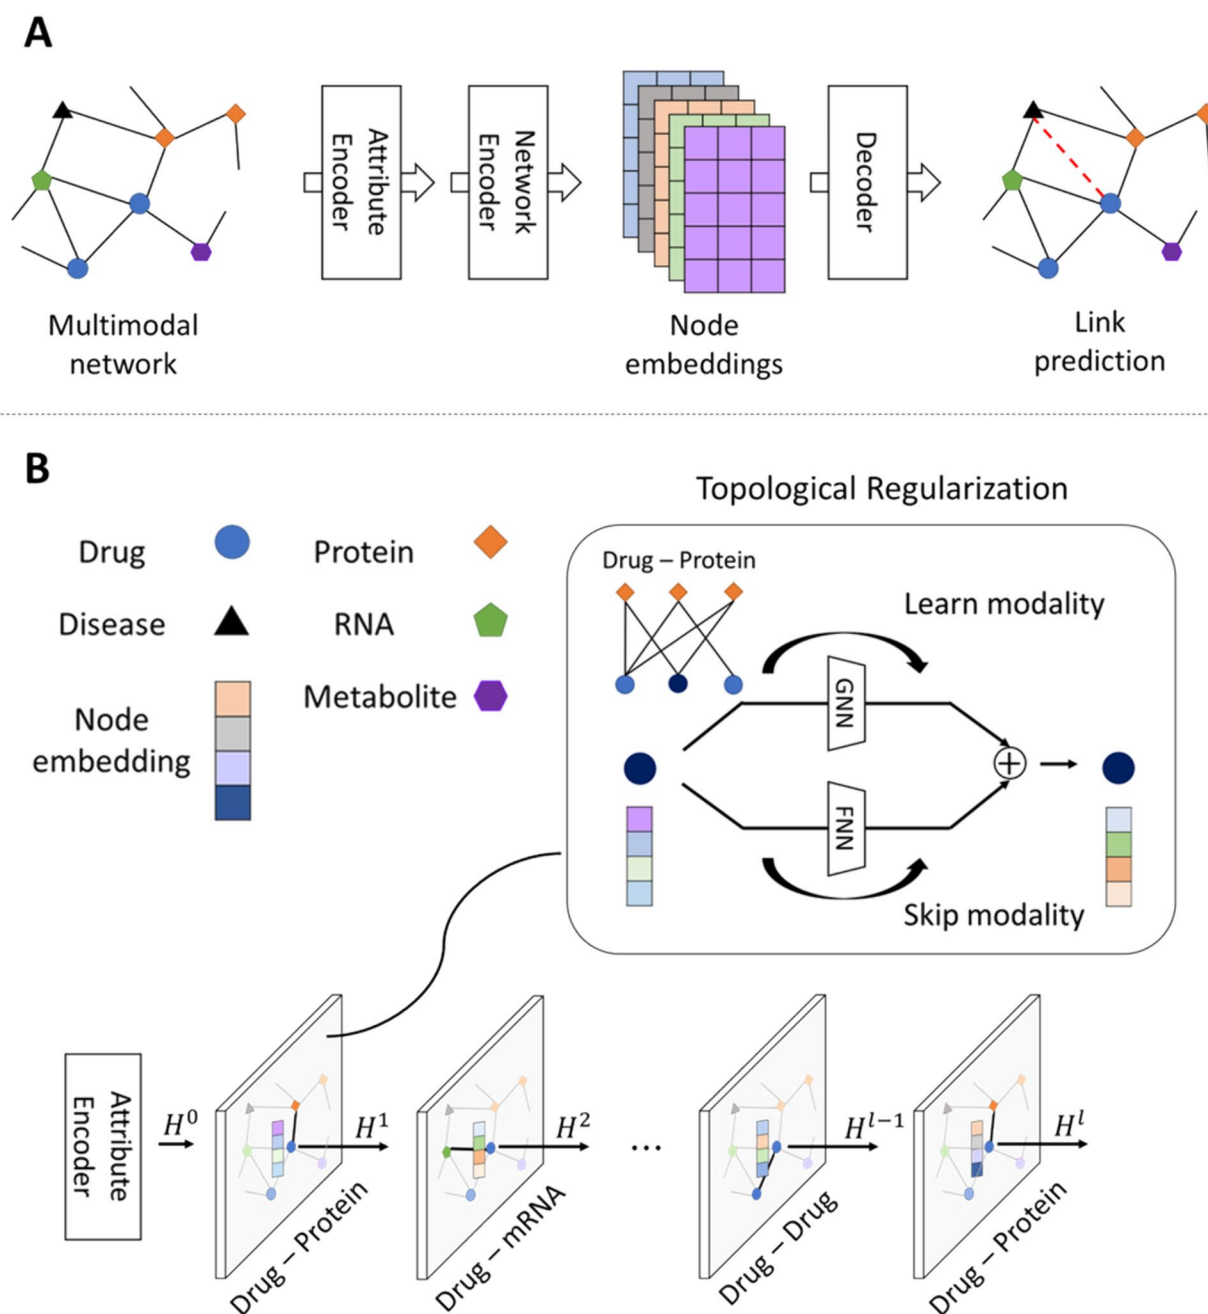 A
Attribute
Encoder
Network
Encoder
Decoder
Multimodal
network
Node
embeddings
Link
prediction
B
Topological Regularization
Drug
Protein
Disease
RNA
Metabolite
Node
embedding
Drug – Protein
Learn modality
GNN
FNN
Skip modality
Attribute
Encoder
H⁰
H¹
H²
...
Hˡ⁻¹
Hˡ
Drug – Protein
Drug – mRNA
Drug – Drug
Drug – Protein